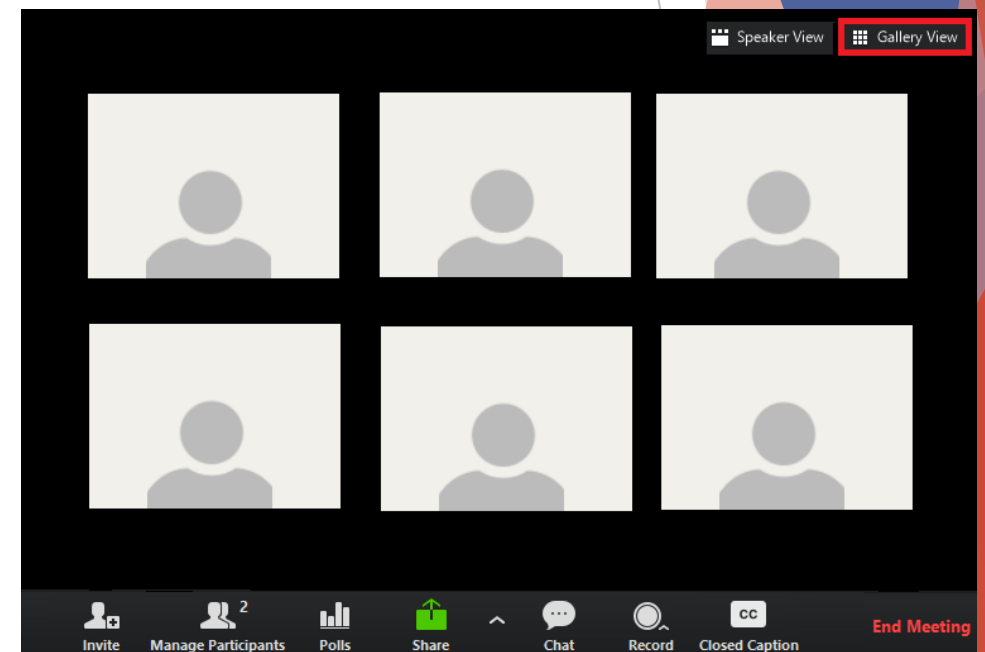 Speaker View
Gallery View
2
Invite
Manage Participants
Polls
Share
Chat
Record
CC
Closed Caption
End Meeting